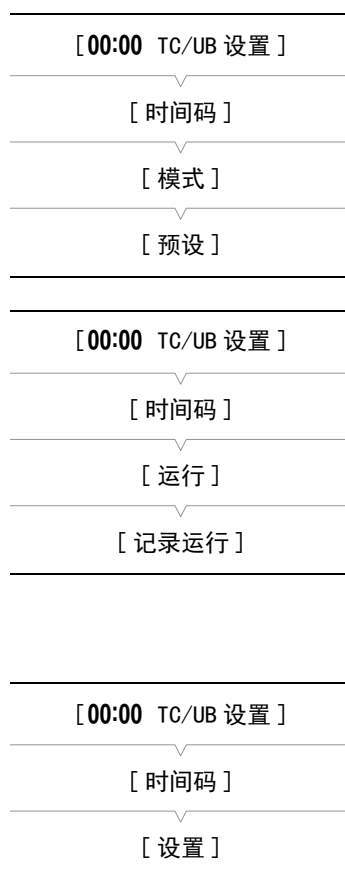 [00:00 TC/UB 设置]
[时间码]
[模式]
[预设]
[00:00 TC/UB 设置]
[时间码]
[运行]
[记录运行]
[00:00 TC/UB 设置]
[时间码]
[设置]